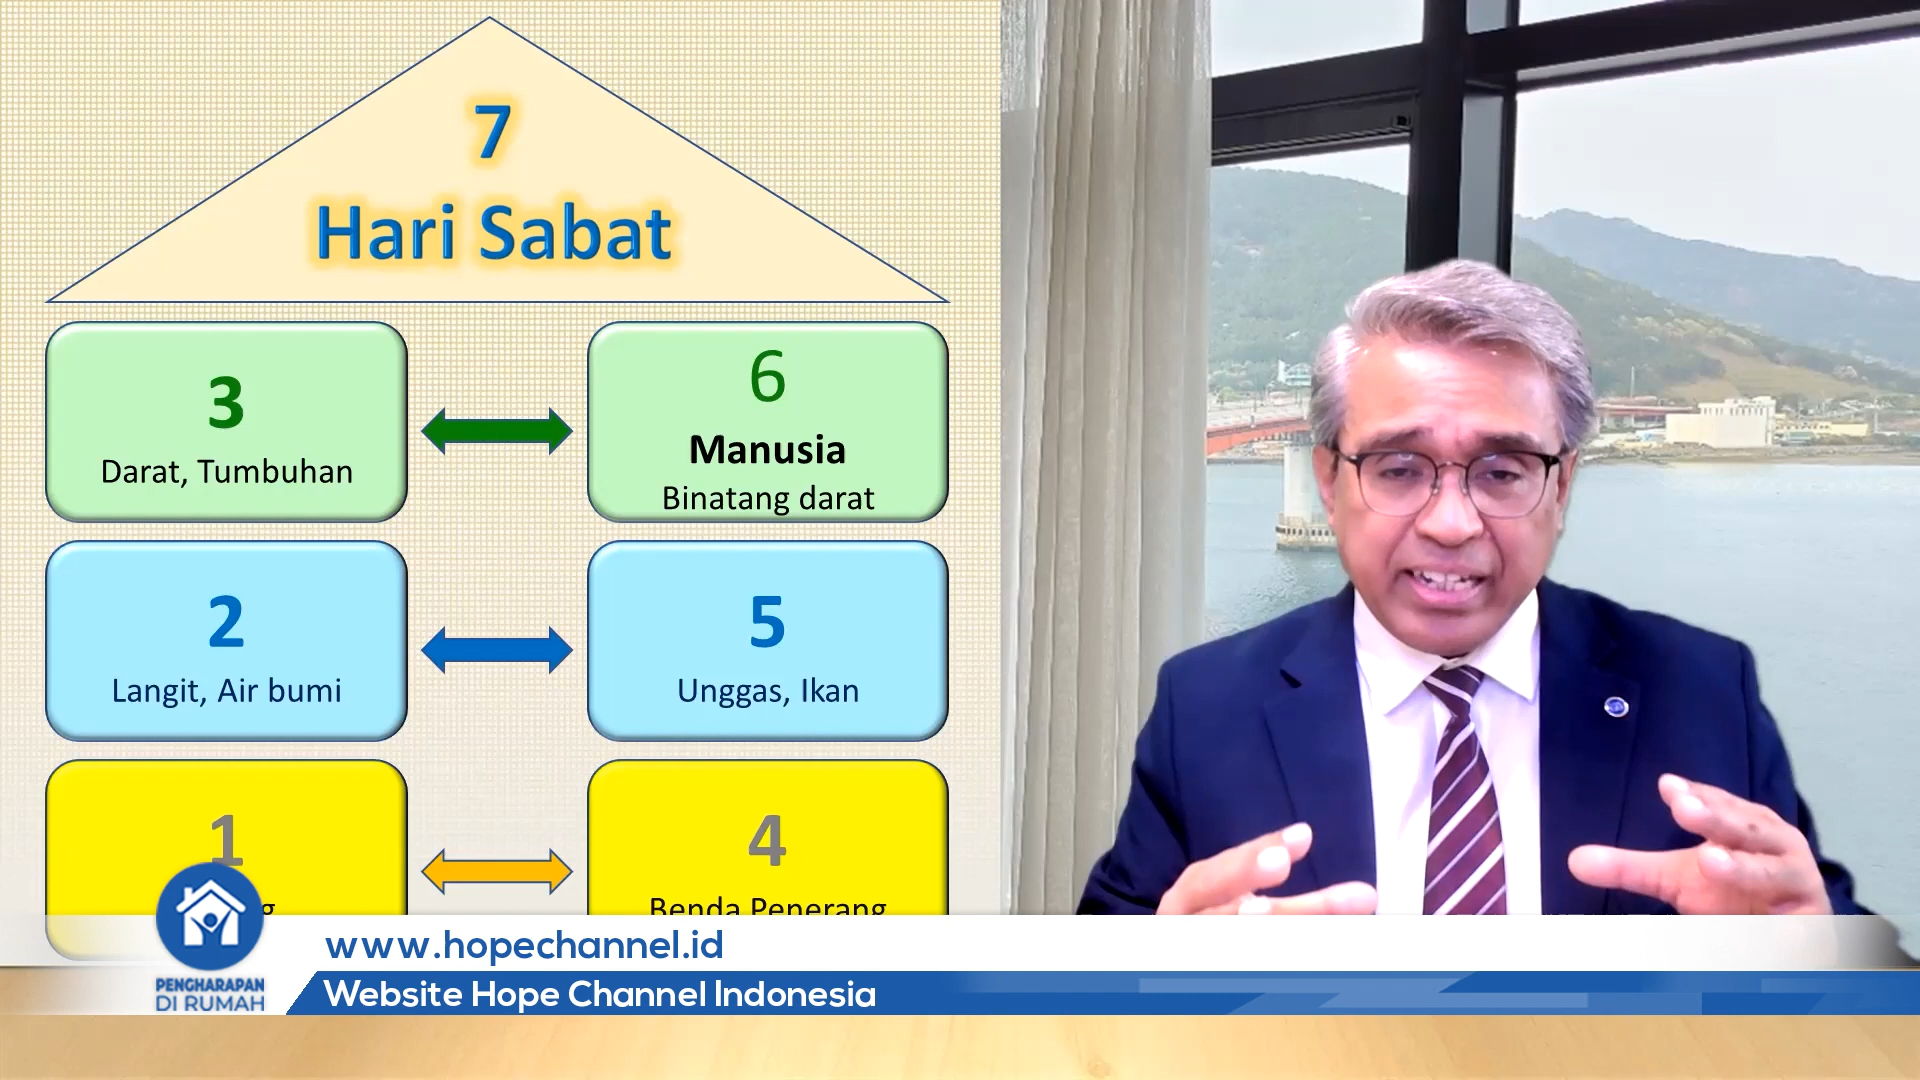 7
Hari Sabat
3
Darat, Tumbuhan
6
Manusia
Binatang darat
2
Langit, Air bumi
5
Unggas, Ikan
1
4
Benda Penerang
www.hopechannel.id
Website Hope Channel Indonesia
PENGHARAPAN
DI RUMAH